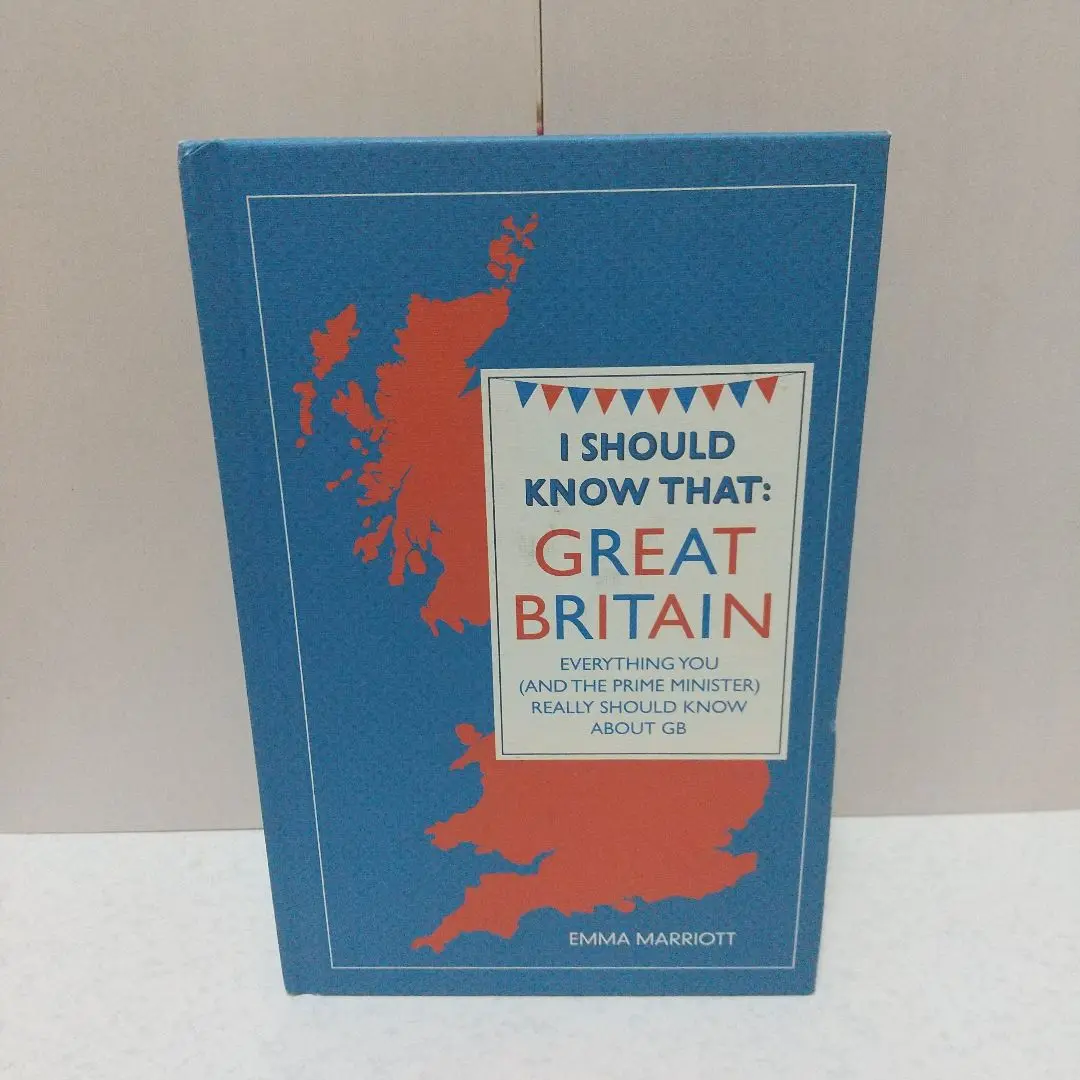 I SHOULD
KNOW THAT:
GREAT
BRITAIN
EVERYTHING YOU
(AND THE PRIME MINISTER)
REALLY SHOULD KNOW
ABOUT GB
EMMA MARRIOTT